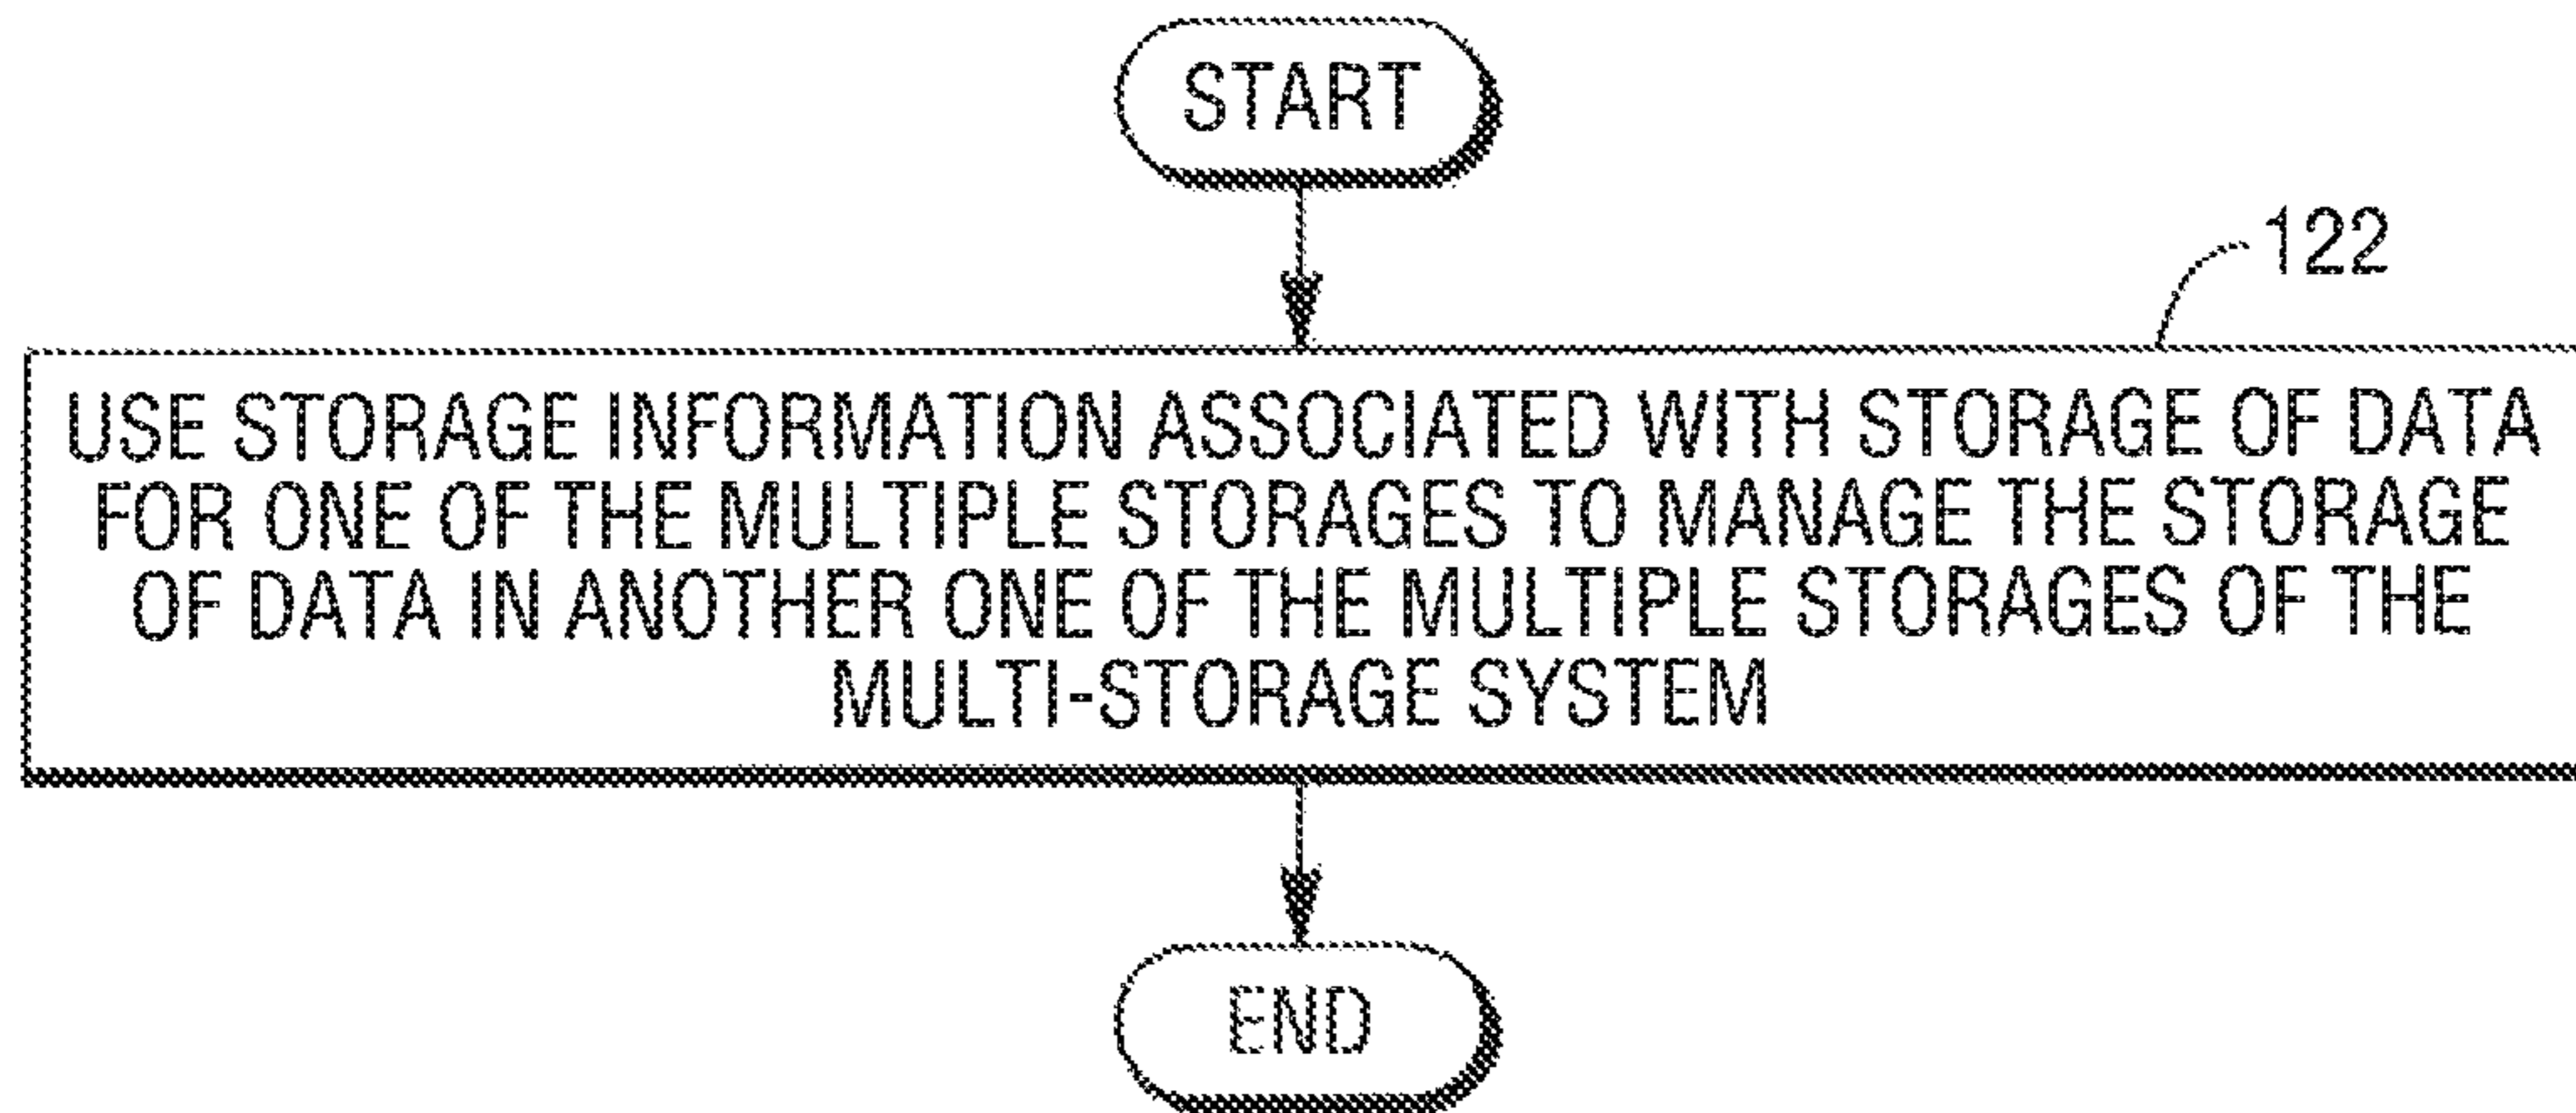 START
122
USE STORAGE INFORMATION ASSOCIATED WITH STORAGE OF DATA
FOR ONE OF THE MULTIPLE STORAGES TO MANAGE THE STORAGE
OF DATA IN ANOTHER ONE OF THE MULTIPLE STORAGES OF THE
MULTI-STORAGE SYSTEM
END